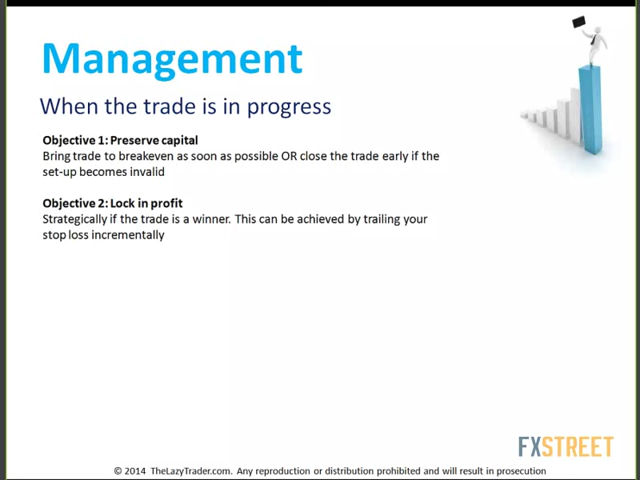 Management
When the trade is in progress
Objective 1: Preserve capital
Bring trade to breakeven as soon as possible OR close the trade early if the
set-up becomes invalid
Objective 2: Lock in profit
Strategically if the trade is a winner. This can be achieved by trailing your
stop loss incrementally
FXSTREET
© 2014 TheLazyTrader.com. Any reproduction or distribution prohibited and will result in prosecution